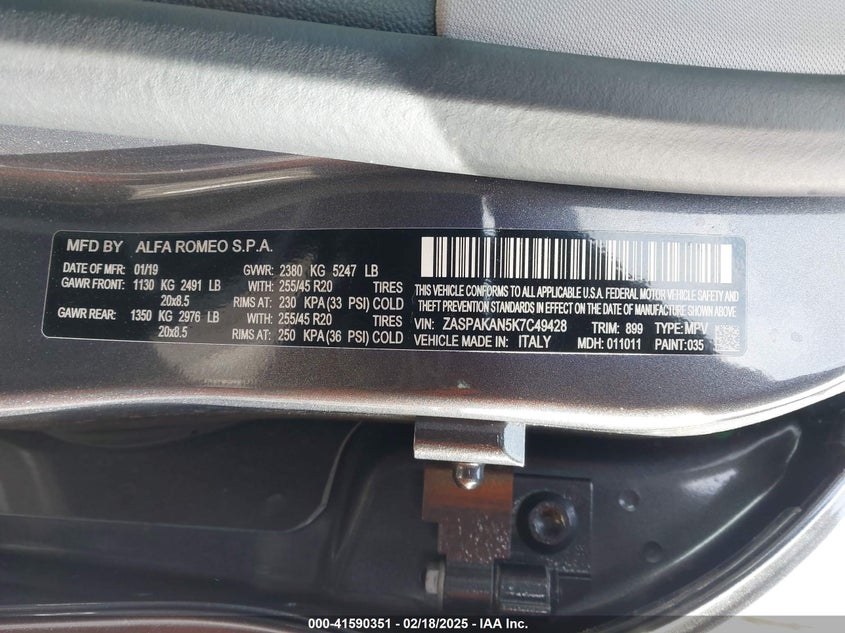 MFD BY ALFA ROMEO S.P.A.
DATE OF MFR: 01/19 GVWR: 2380 KG 5247 LB
GAWR FRONT: 1130 KG 2491 LB WITH: 255/45 R20 TIRES
20x8.5 RIMS AT: 230 KPA (33 PSI) COLD
GAWR REAR: 1350 KG 2976 LB WITH: 255/45 R20 TIRES
20x8.5 RIMS AT: 250 KPA (36 PSI) COLD
THIS VEHICLE CONFORMS TO ALL APPLICABLE U.S.A. FEDERAL MOTOR VEHICLE SAFETY AND
THEFT PREVENTION STANDARDS IN EFFECT ON THE DATE OF MANUFACTURE SHOWN ABOVE
VIN: ZASPAKAN5K7C49428 TRIM: 899 TYPE: MPV
VEHICLE MADE IN: ITALY MDH: 011011 PAINT: 035
000-41590351 - 02/18/2025 - IAA Inc.